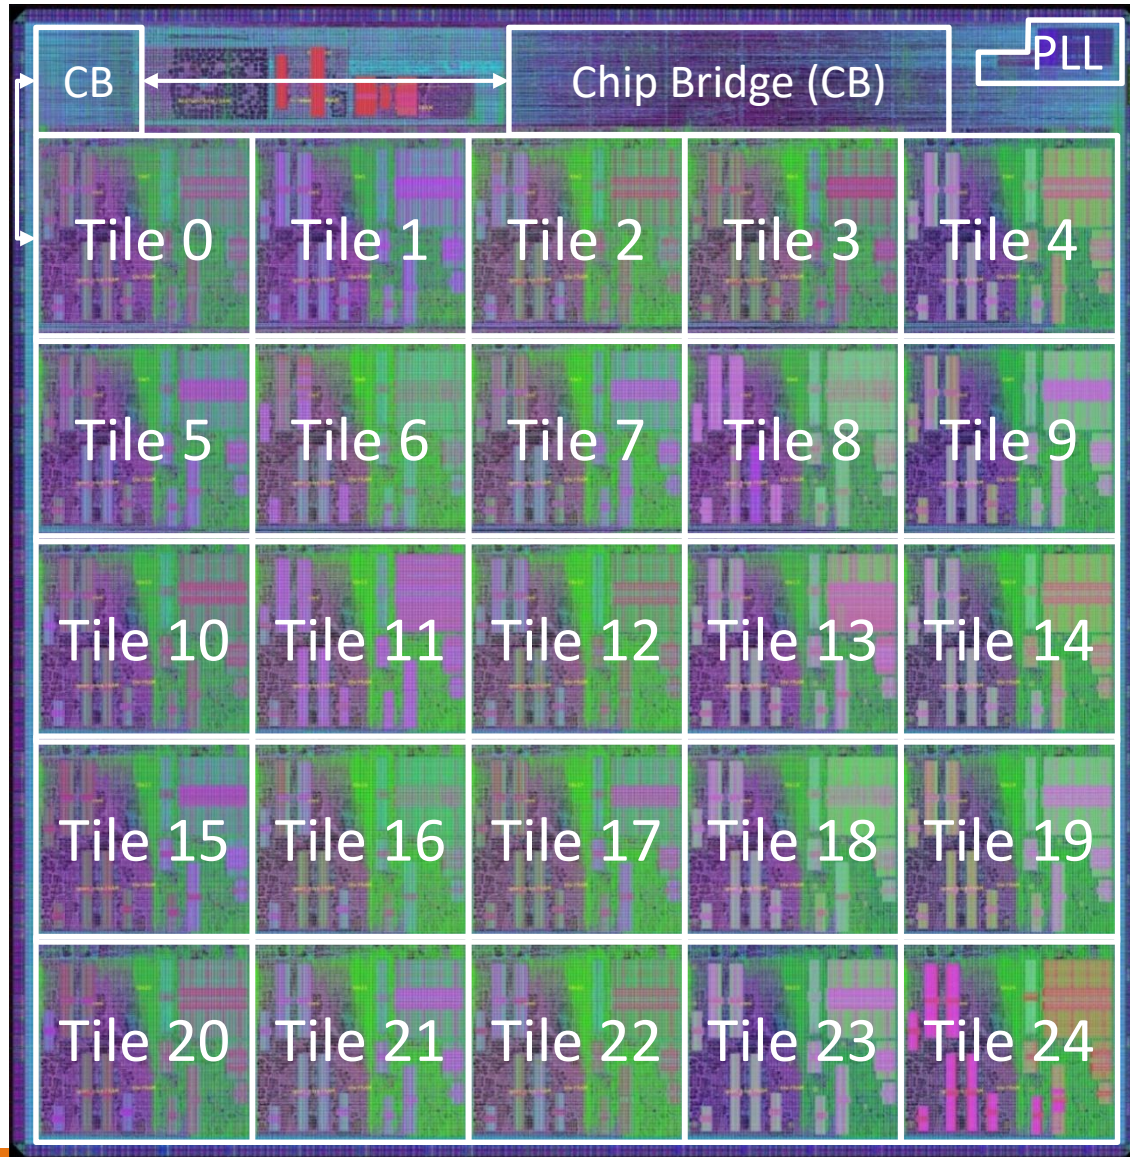 CB
Chip Bridge (CB)
PLL
Tile 0
Tile 1
Tile 2
Tile 3
Tile 4
Tile 5
Tile 6
Tile 7
Tile 8
Tile 9
Tile 10
Tile 11
Tile 12
Tile 13
Tile 14
Tile 15
Tile 16
Tile 17
Tile 18
Tile 19
Tile 20
Tile 21
Tile 22
Tile 23
Tile 24